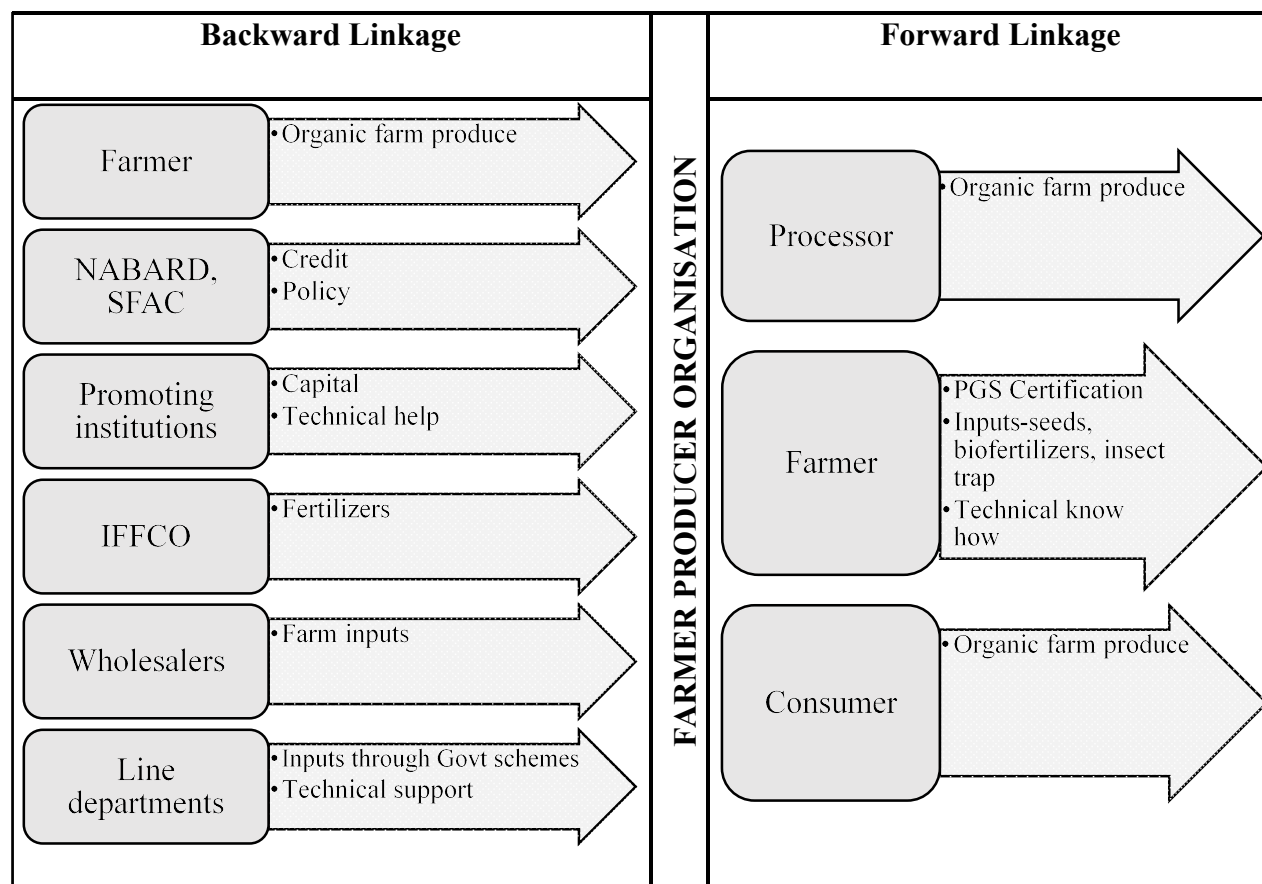 Backward Linkage
Farmer
• Organic farm produce
NABARD,
SFAC
• Credit
• Policy
Promoting
institutions
• Capital
• Technical help
IFFCO
• Fertilizers
Wholesalers
• Farm inputs
Line
departments
• Inputs through Govt schemes
• Technical support
FARMER PRODUCER ORGANISATION
Forward Linkage
Processor
• Organic farm produce
Farmer
• PGS Certification
• Inputs-seeds,
biofertilizers, insect
trap
• Technical know
how
Consumer
• Organic farm produce